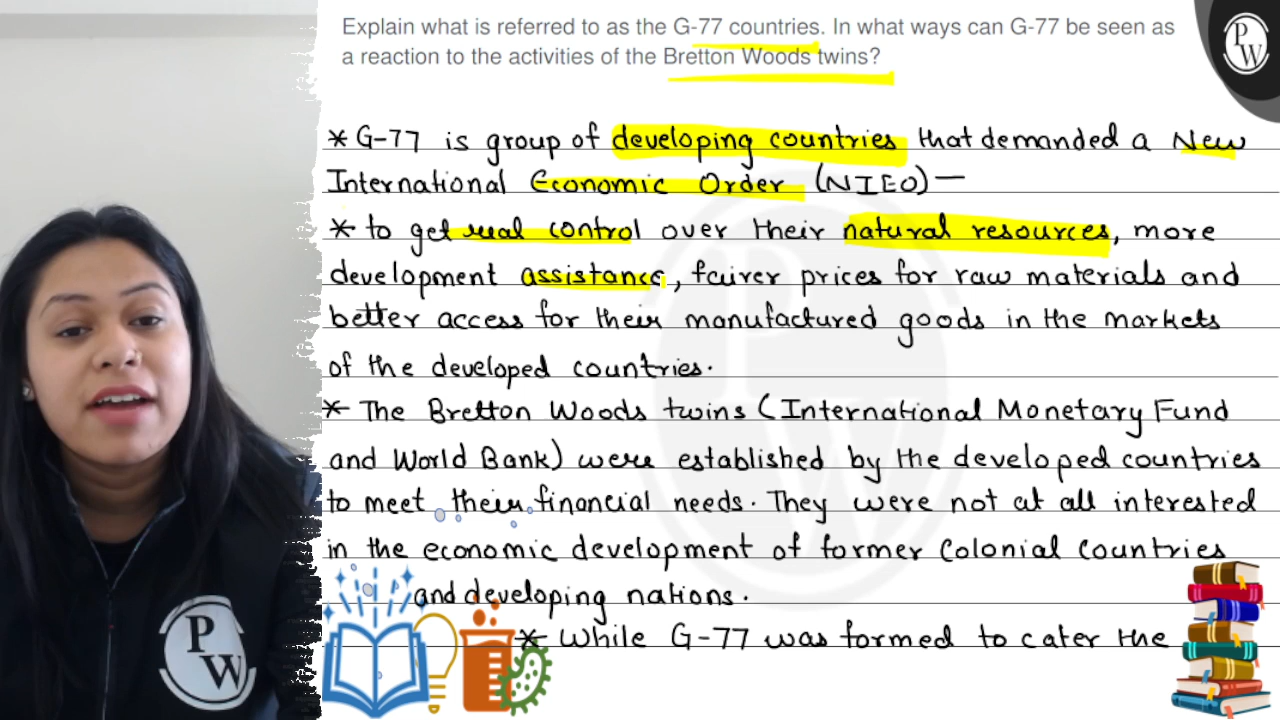 Explain what is referred to as the G-77 countries. In what ways can G-77 be seen as
a reaction to the activities of the Bretton Woods twins?
* G-77 is group of developing countries that demanded a New
International Economic Order (NIEO) —
* to get real control over their natural resources, more
development assistance, fairer prices for raw materials and
better access for their manufactured goods in the markets
of the developed countries.
* The Bretton Woods twins (International Monetary Fund
and World Bank) were established by the developed countries
to meet their financial needs. They were not at all interested
in the economic development of former colonial countries
and developing nations.
* While G-77 was formed to cater the
PW
PW
PW